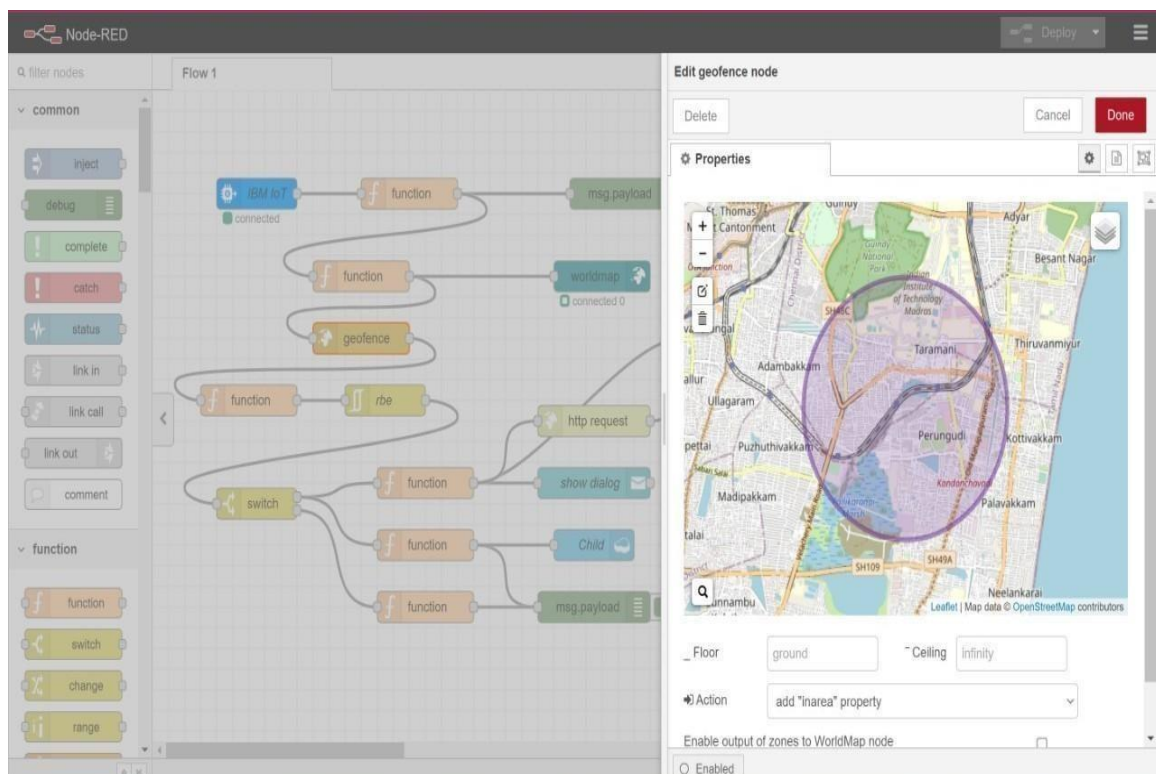 Node-RED
Deploy
filter nodes
Flow 1
Edit geofence node
common
Delete
Cancel
Done
Properties
inject
debug
complete
catch
status
link in
link call
link out
comment
function
function
switch
change
range
IBM IoT
connected
function
msg.payload
function
worldmap
connected 0
geofence
function
rbe
http request
function
show dialog
switch
function
Child
function
msg.payload
+
−
St. Thomas
Cantonment
Guindy
Adyar
Chennai District
Guindy
National
Park
Besant Nagar
Indian
Institute
of Technology
Madras
SH48C
Taramani
Thiruvanmiyur
Adambakkam
Ullagaram
Tamil Nadu
Puzhuthivakkam
Perungudi
Kottivakkam
Kandanchavadi
Madipakkam
Palavakkam
SH109
SH49A
Neelankarai
Leaflet | Map data © OpenStreetMap contributors
Floor
ground
Ceiling
infinity
Action
add "inarea" property
Enable output of zones to WorldMap node
Enabled